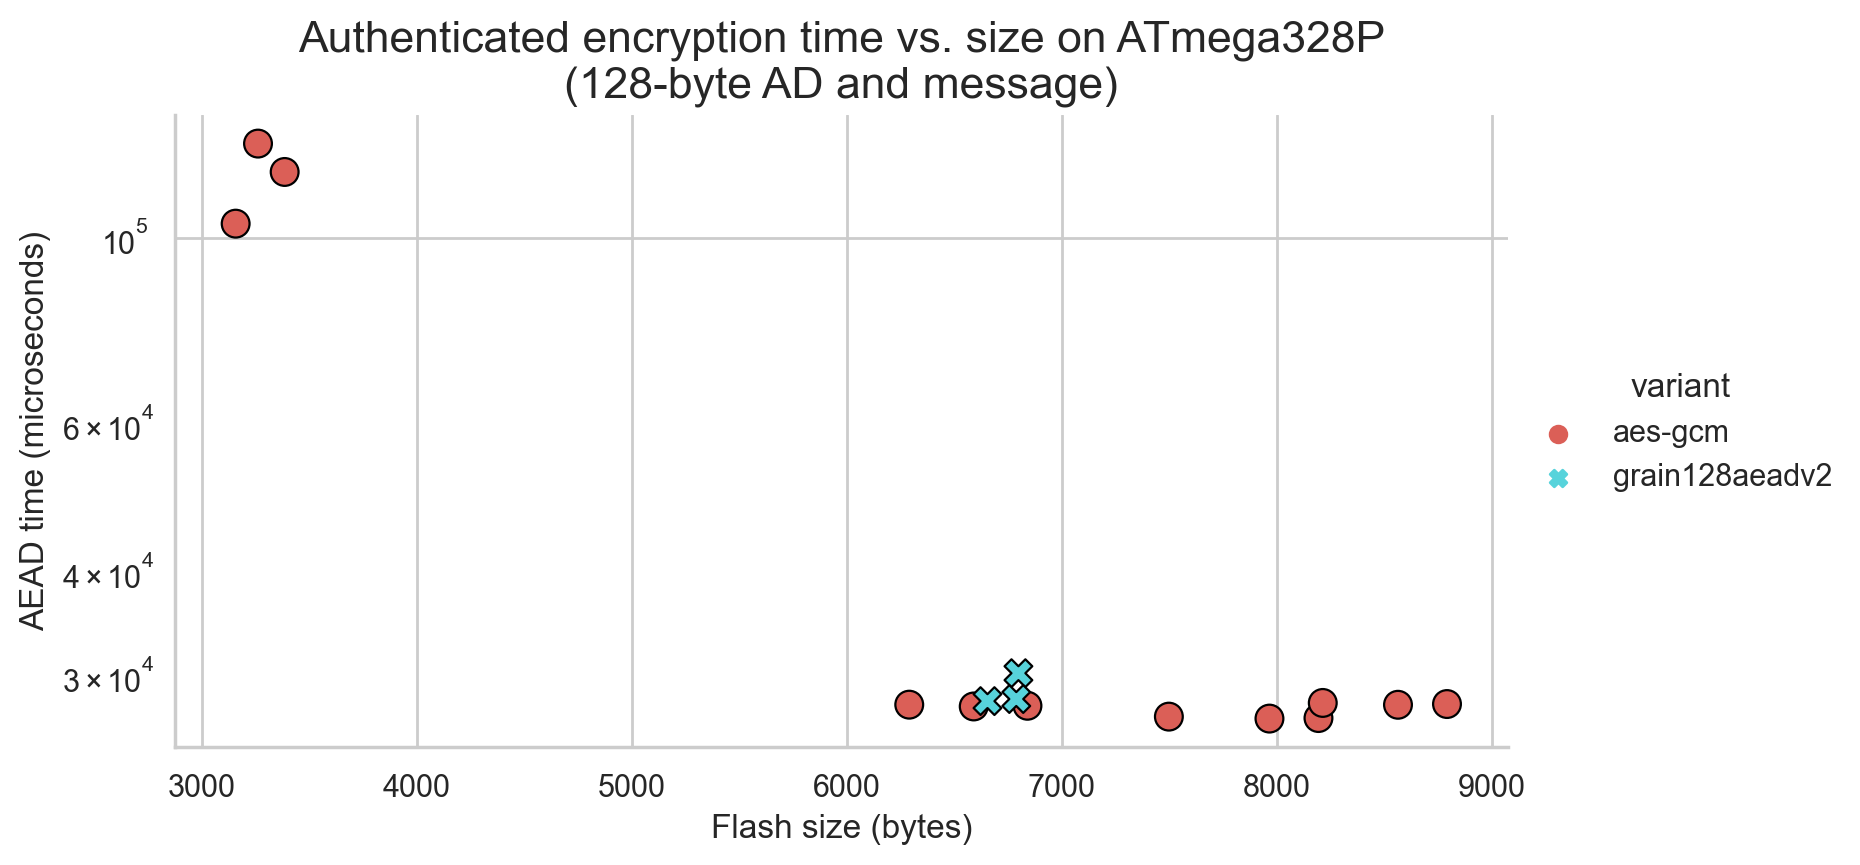 Authenticated encryption time vs. size on ATmega328P
(128-byte AD and message)
AEAD time (microseconds)
10^5
6 × 10^4
4 × 10^4
3 × 10^4
3000 4000 5000 6000 7000 8000 9000
Flash size (bytes)
variant
aes-gcm
grain128aeadv2